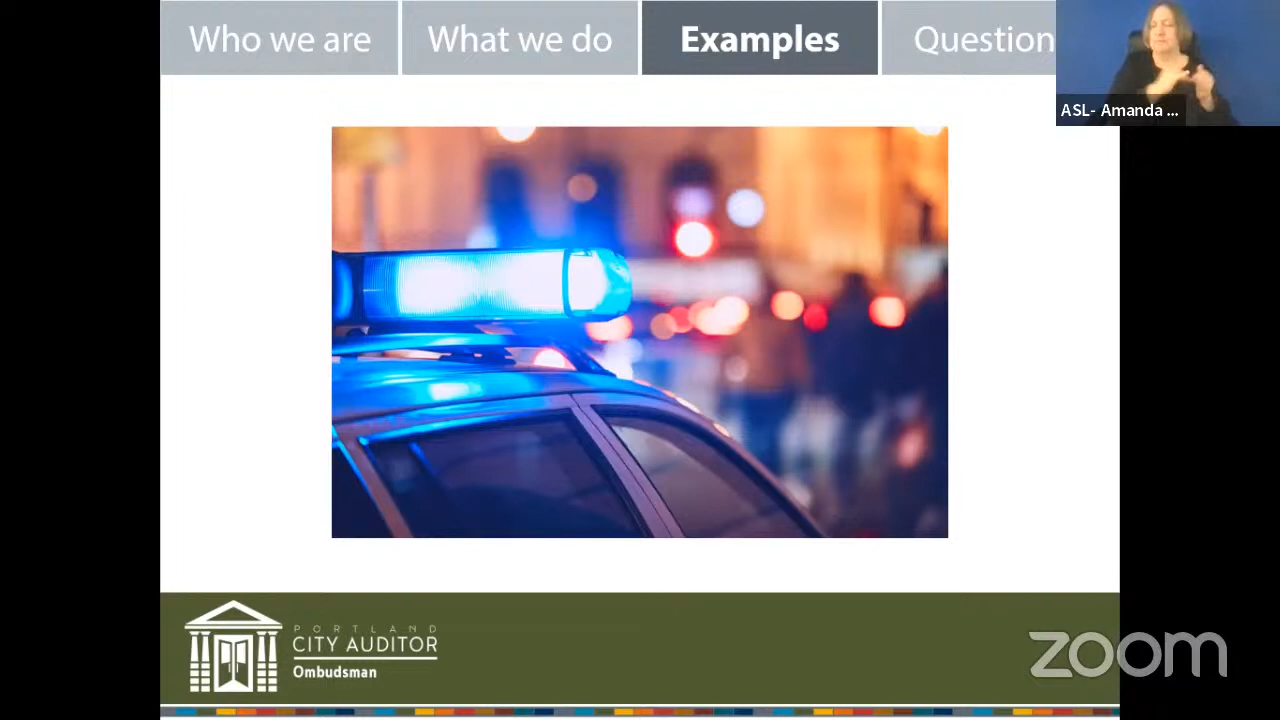 Who we are
What we do
Examples
Question
ASL- Amanda ...
PORTLAND
CITY AUDITOR
Ombudsman
zoom